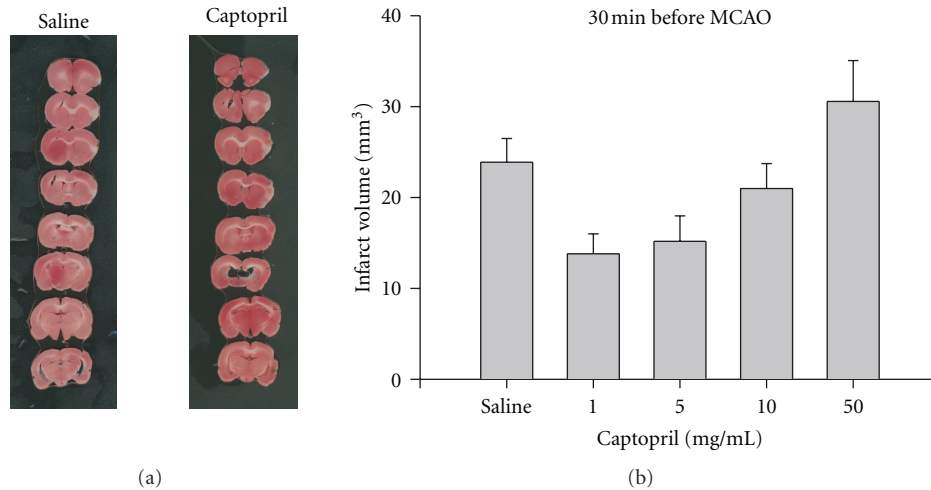 Saline
Captopril
30 min before MCAO
40
30
20
10
0
Infarct volume (mm³)
Saline 1 5 10 50
Captopril (mg/mL)
(a)
(b)